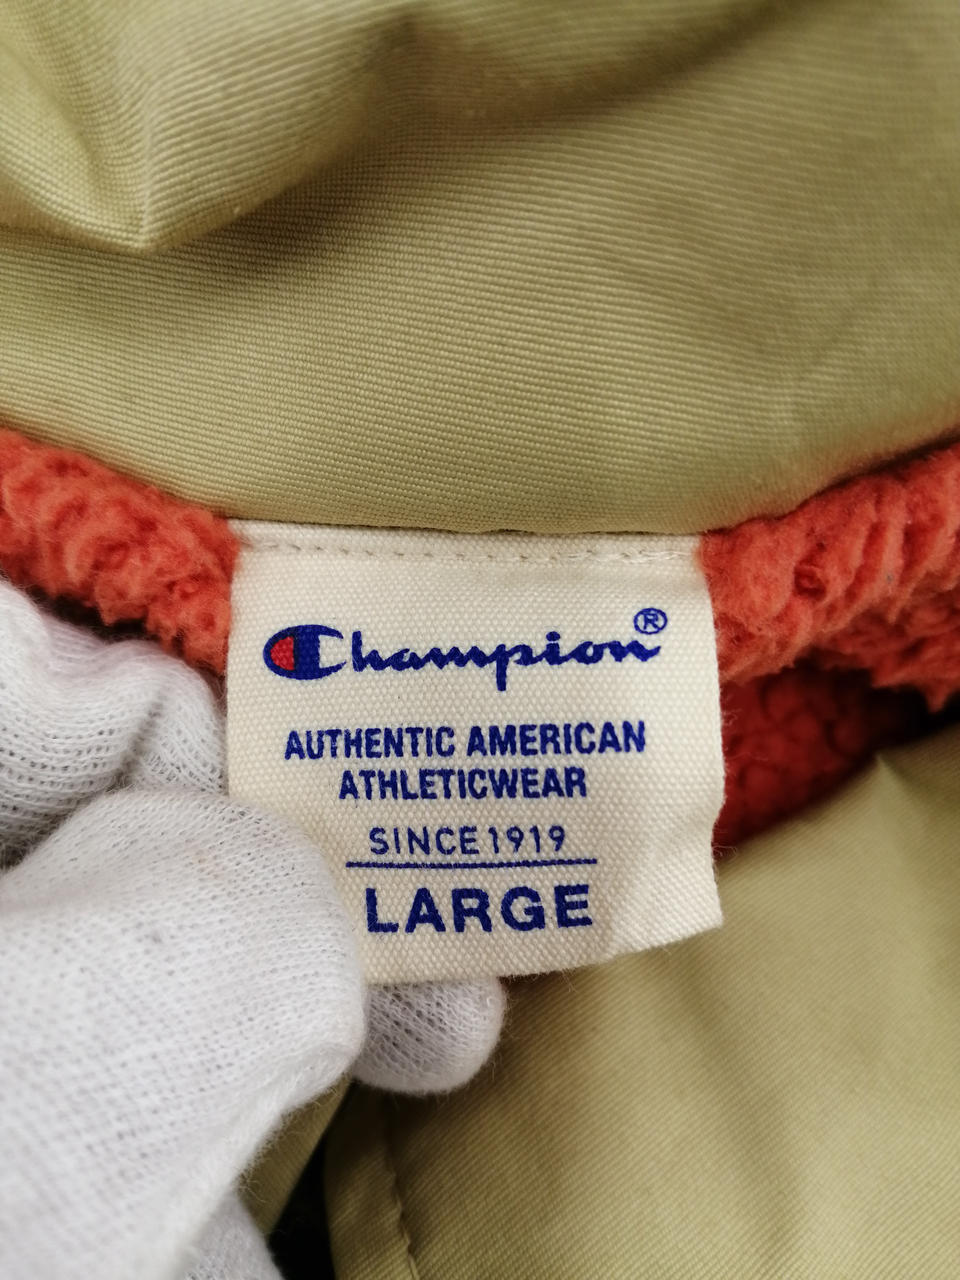 Champion®
AUTHENTIC AMERICAN
ATHLETICWEAR
SINCE 1919
LARGE